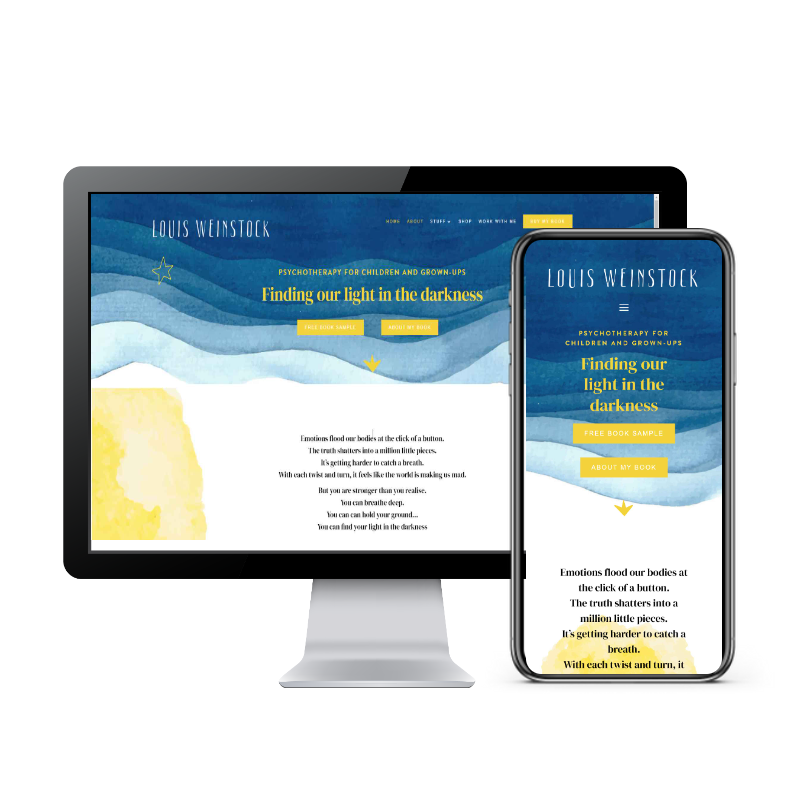 LOUIS WEINSTOCK
HOME ABOUT STUFF SHOP WORK WITH ME BUY MY BOOK
PSYCHOTHERAPY FOR CHILDREN AND GROWN-UPS
Finding our light in the darkness
FREE BOOK SAMPLE ABOUT MY BOOK
Emotions flood our bodies at the click of a button.
The truth shatters into a million little pieces.
It's getting harder to catch a breath.
With each twist and turn, it feels like the world is making us mad.
But you are stronger than you realise.
You can breathe deep.
You can can hold your ground...
You can find your light in the darkness
LOUIS WEINSTOCK
PSYCHOTHERAPY FOR
CHILDREN AND GROWN-UPS
Finding our
light in the
darkness
FREE BOOK SAMPLE
ABOUT MY BOOK
Emotions flood our bodies at
the click of a button.
The truth shatters into a
million little pieces.
It's getting harder to catch a
breath.
With each twist and turn, it